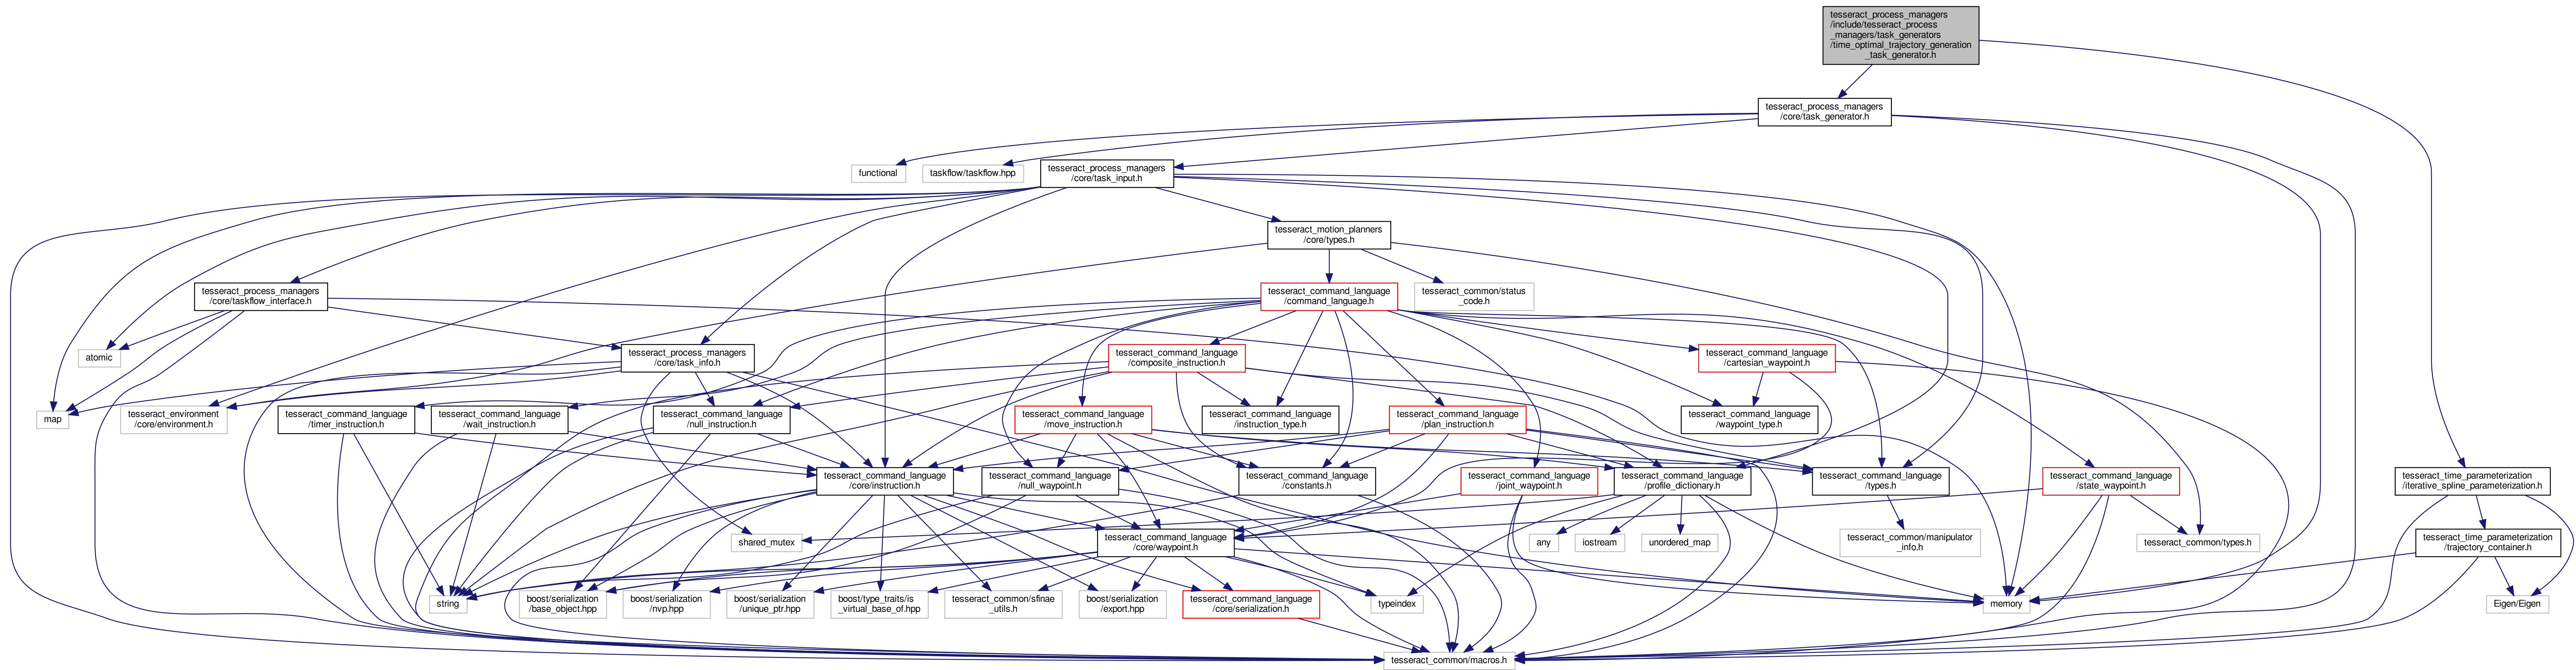 tesseract_process_managers
/include/tesseract_process
_managers/task_generators
/time_optimal_trajectory_generation
_task_generator.h
tesseract_process_managers
/core/task_generator.h
functional
taskflow/taskflow.hpp
tesseract_process_managers
/core/task_input.h
tesseract_motion_planners
/core/types.h
tesseract_process_managers
/core/taskflow_interface.h
tesseract_command_language
/command_language.h
tesseract_common/status
_code.h
atomic
tesseract_process_managers
/core/task_info.h
tesseract_command_language
/composite_instruction.h
tesseract_command_language
/cartesian_waypoint.h
map
tesseract_environment
/core/environment.h
tesseract_command_language
/timer_instruction.h
tesseract_command_language
/wait_instruction.h
tesseract_command_language
/null_instruction.h
tesseract_command_language
/move_instruction.h
tesseract_command_language
/instruction_type.h
tesseract_command_language
/plan_instruction.h
tesseract_command_language
/waypoint_type.h
tesseract_command_language
/core/instruction.h
tesseract_command_language
/null_waypoint.h
tesseract_command_language
/constants.h
tesseract_command_language
/joint_waypoint.h
tesseract_command_language
/profile_dictionary.h
tesseract_command_language
/types.h
tesseract_command_language
/state_waypoint.h
tesseract_time_parameterization
/iterative_spline_parameterization.h
shared_mutex
tesseract_command_language
/core/waypoint.h
any
iostream
unordered_map
tesseract_common/manipulator
_info.h
tesseract_common/types.h
tesseract_time_parameterization
/trajectory_container.h
string
boost/serialization
/base_object.hpp
boost/serialization
/nvp.hpp
boost/serialization
/unique_ptr.hpp
boost/type_traits/is
_virtual_base_of.hpp
tesseract_common/sfinae
_utils.h
boost/serialization
/export.hpp
tesseract_command_language
/core/serialization.h
typeindex
memory
Eigen/Eigen
tesseract_common/macros.h